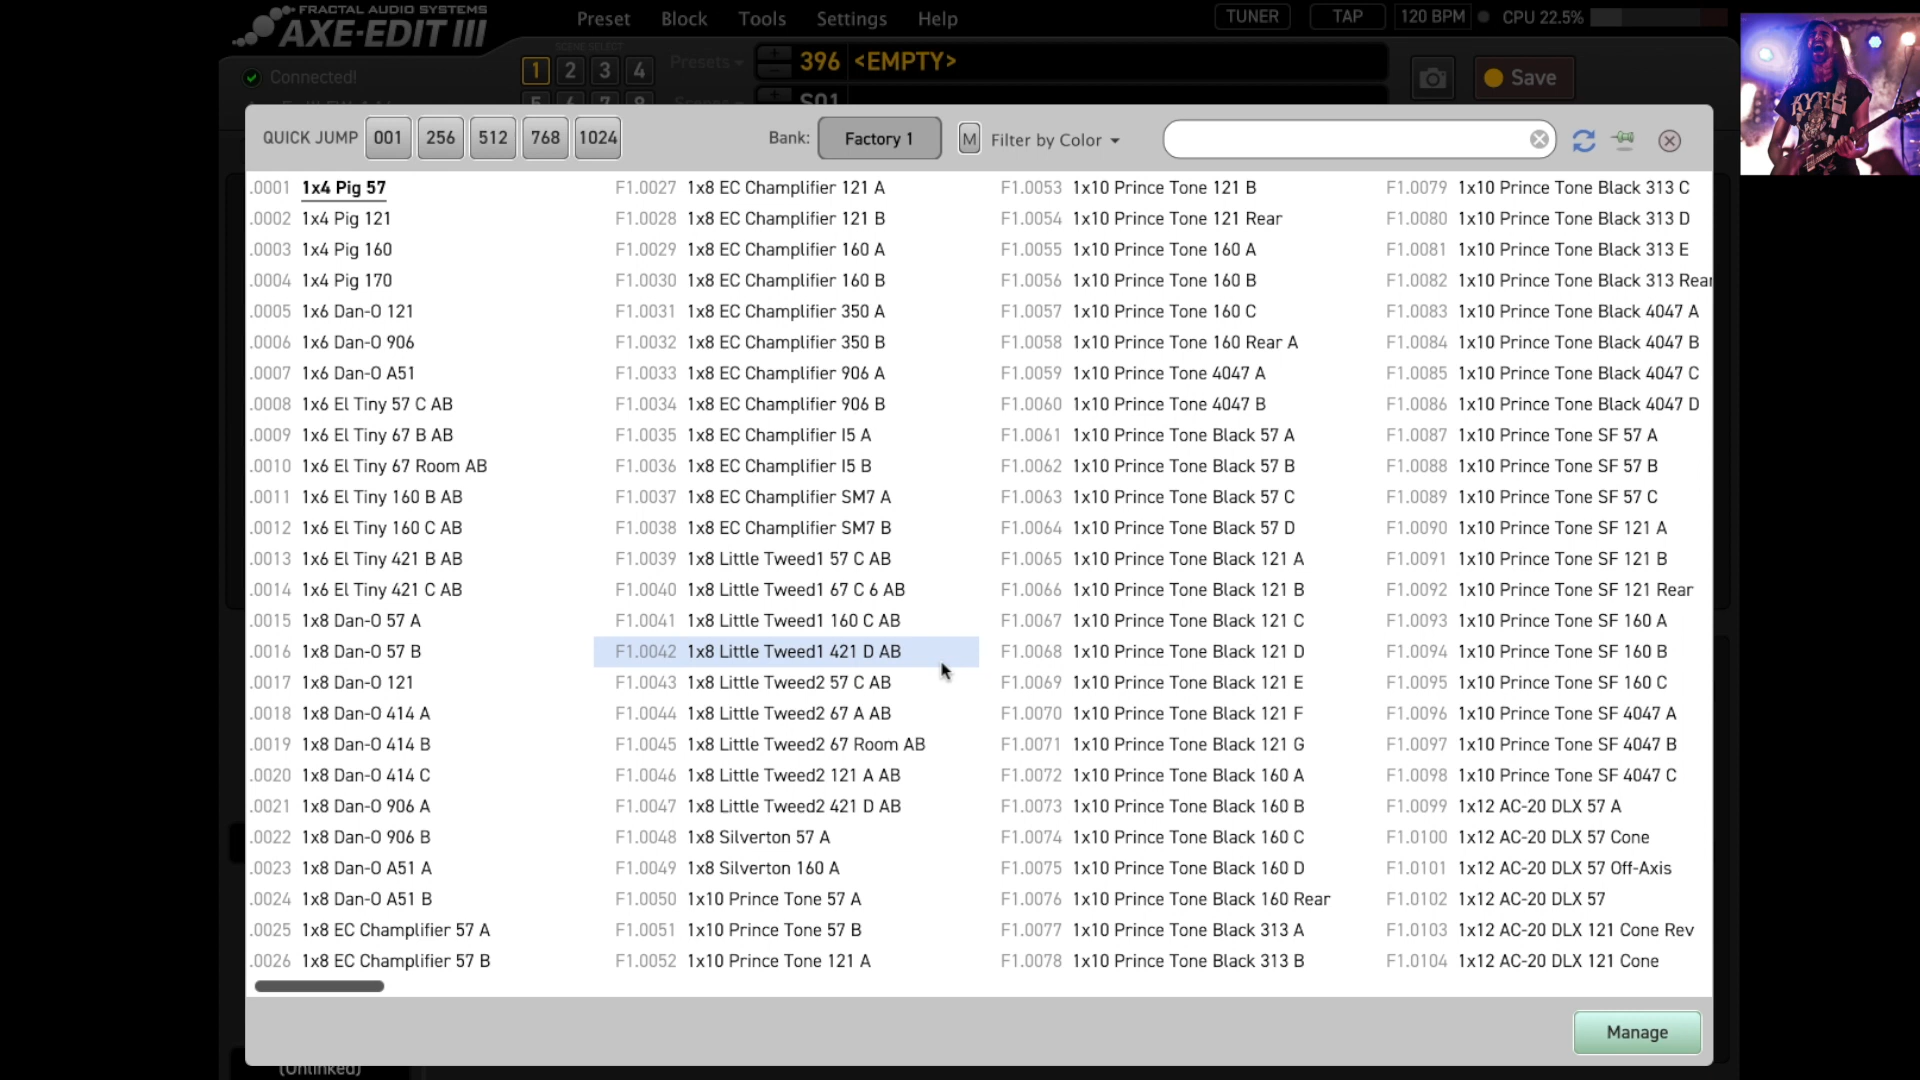 FRACTAL AUDIO SYSTEMS
AXE-EDIT III
Preset Block Tools Settings Help
TUNER TAP 120 BPM CPU 22.5%
Connected!
SCENE SELECT
1 2 3 4
Presets
396 <EMPTY>
Save
S01
QUICK JUMP 001 256 512 768 1024
Bank: Factory 1 M Filter by Color
.0001 1x4 Pig 57
.0002 1x4 Pig 121
.0003 1x4 Pig 160
.0004 1x4 Pig 170
.0005 1x6 Dan-O 121
.0006 1x6 Dan-O 906
.0007 1x6 Dan-O A51
.0008 1x6 El Tiny 57 C AB
.0009 1x6 El Tiny 67 B AB
.0010 1x6 El Tiny 67 Room AB
.0011 1x6 El Tiny 160 B AB
.0012 1x6 El Tiny 160 C AB
.0013 1x6 El Tiny 421 B AB
.0014 1x6 El Tiny 421 C AB
.0015 1x8 Dan-O 57 A
.0016 1x8 Dan-O 57 B
.0017 1x8 Dan-O 121
.0018 1x8 Dan-O 414 A
.0019 1x8 Dan-O 414 B
.0020 1x8 Dan-O 414 C
.0021 1x8 Dan-O 906 A
.0022 1x8 Dan-O 906 B
.0023 1x8 Dan-O A51 A
.0024 1x8 Dan-O A51 B
.0025 1x8 EC Champlifier 57 A
.0026 1x8 EC Champlifier 57 B
F1.0027 1x8 EC Champlifier 121 A
F1.0028 1x8 EC Champlifier 121 B
F1.0029 1x8 EC Champlifier 160 A
F1.0030 1x8 EC Champlifier 160 B
F1.0031 1x8 EC Champlifier 350 A
F1.0032 1x8 EC Champlifier 350 B
F1.0033 1x8 EC Champlifier 906 A
F1.0034 1x8 EC Champlifier 906 B
F1.0035 1x8 EC Champlifier I5 A
F1.0036 1x8 EC Champlifier I5 B
F1.0037 1x8 EC Champlifier SM7 A
F1.0038 1x8 EC Champlifier SM7 B
F1.0039 1x8 Little Tweed1 57 C AB
F1.0040 1x8 Little Tweed1 67 C 6 AB
F1.0041 1x8 Little Tweed1 160 C AB
F1.0042 1x8 Little Tweed1 421 D AB
F1.0043 1x8 Little Tweed2 57 C AB
F1.0044 1x8 Little Tweed2 67 A AB
F1.0045 1x8 Little Tweed2 67 Room AB
F1.0046 1x8 Little Tweed2 121 A AB
F1.0047 1x8 Little Tweed2 421 D AB
F1.0048 1x8 Silverton 57 A
F1.0049 1x8 Silverton 160 A
F1.0050 1x10 Prince Tone 57 A
F1.0051 1x10 Prince Tone 57 B
F1.0052 1x10 Prince Tone 121 A
F1.0053 1x10 Prince Tone 121 B
F1.0054 1x10 Prince Tone 121 Rear
F1.0055 1x10 Prince Tone 160 A
F1.0056 1x10 Prince Tone 160 B
F1.0057 1x10 Prince Tone 160 C
F1.0058 1x10 Prince Tone 160 Rear A
F1.0059 1x10 Prince Tone 4047 A
F1.0060 1x10 Prince Tone 4047 B
F1.0061 1x10 Prince Tone Black 57 A
F1.0062 1x10 Prince Tone Black 57 B
F1.0063 1x10 Prince Tone Black 57 C
F1.0064 1x10 Prince Tone Black 57 D
F1.0065 1x10 Prince Tone Black 121 A
F1.0066 1x10 Prince Tone Black 121 B
F1.0067 1x10 Prince Tone Black 121 C
F1.0068 1x10 Prince Tone Black 121 D
F1.0069 1x10 Prince Tone Black 121 E
F1.0070 1x10 Prince Tone Black 121 F
F1.0071 1x10 Prince Tone Black 121 G
F1.0072 1x10 Prince Tone Black 160 A
F1.0073 1x10 Prince Tone Black 160 B
F1.0074 1x10 Prince Tone Black 160 C
F1.0075 1x10 Prince Tone Black 160 D
F1.0076 1x10 Prince Tone Black 160 Rear
F1.0077 1x10 Prince Tone Black 313 A
F1.0078 1x10 Prince Tone Black 313 B
F1.0079 1x10 Prince Tone Black 313 C
F1.0080 1x10 Prince Tone Black 313 D
F1.0081 1x10 Prince Tone Black 313 E
F1.0082 1x10 Prince Tone Black 313 Rear
F1.0083 1x10 Prince Tone Black 4047 A
F1.0084 1x10 Prince Tone Black 4047 B
F1.0085 1x10 Prince Tone Black 4047 C
F1.0086 1x10 Prince Tone Black 4047 D
F1.0087 1x10 Prince Tone SF 57 A
F1.0088 1x10 Prince Tone SF 57 B
F1.0089 1x10 Prince Tone SF 57 C
F1.0090 1x10 Prince Tone SF 121 A
F1.0091 1x10 Prince Tone SF 121 B
F1.0092 1x10 Prince Tone SF 121 Rear
F1.0093 1x10 Prince Tone SF 160 A
F1.0094 1x10 Prince Tone SF 160 B
F1.0095 1x10 Prince Tone SF 160 C
F1.0096 1x10 Prince Tone SF 4047 A
F1.0097 1x10 Prince Tone SF 4047 B
F1.0098 1x10 Prince Tone SF 4047 C
F1.0099 1x12 AC-20 DLX 57 A
F1.0100 1x12 AC-20 DLX 57 Cone
F1.0101 1x12 AC-20 DLX 57 Off-Axis
F1.0102 1x12 AC-20 DLX 57
F1.0103 1x12 AC-20 DLX 121 Cone Rev
F1.0104 1x12 AC-20 DLX 121 Cone
Manage
(Unlinked)